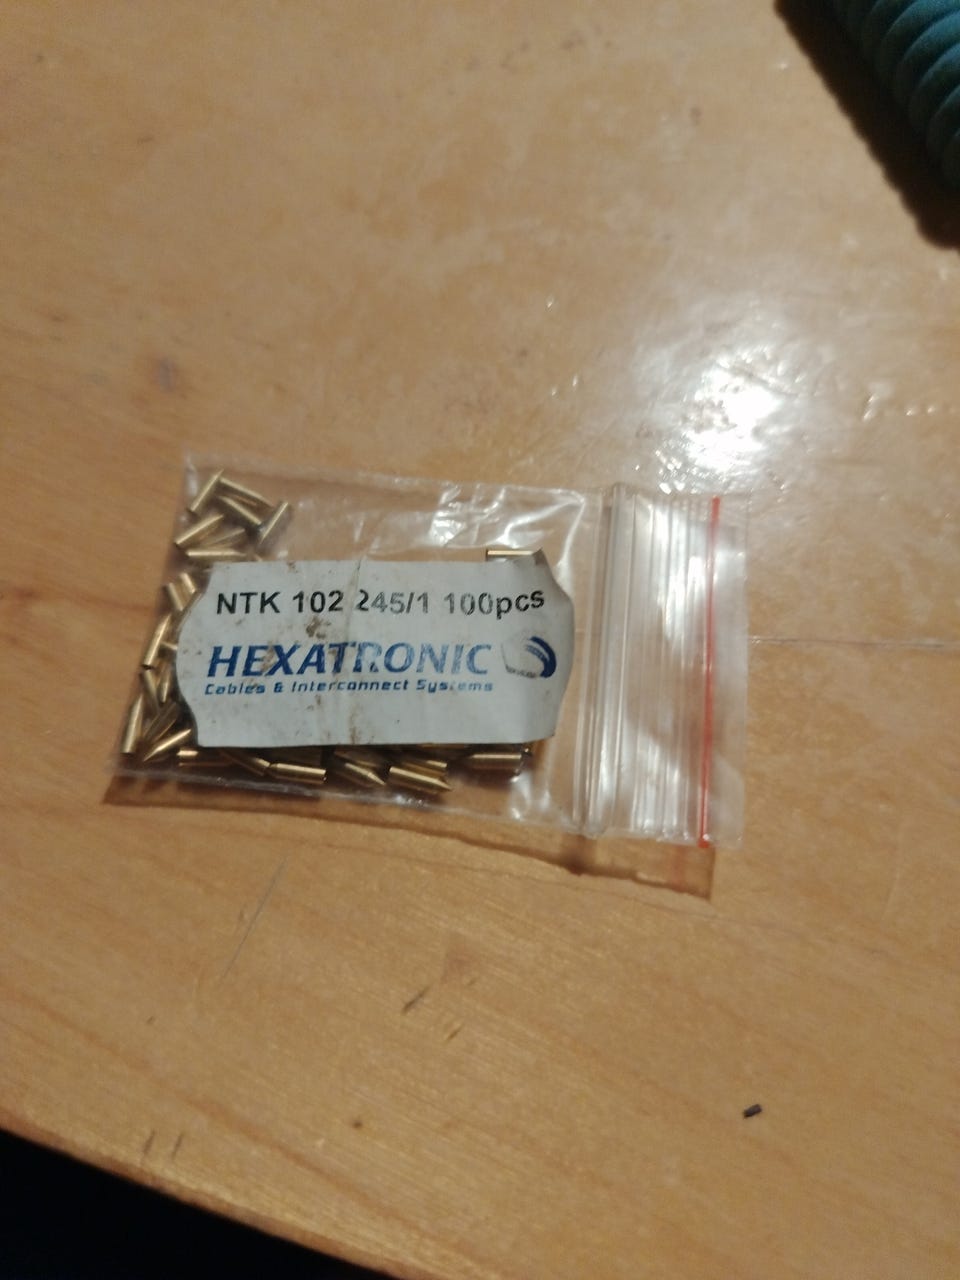 NTK 102 245/1 100pcs
HEXATRONIC
Cables & Interconnect Systems